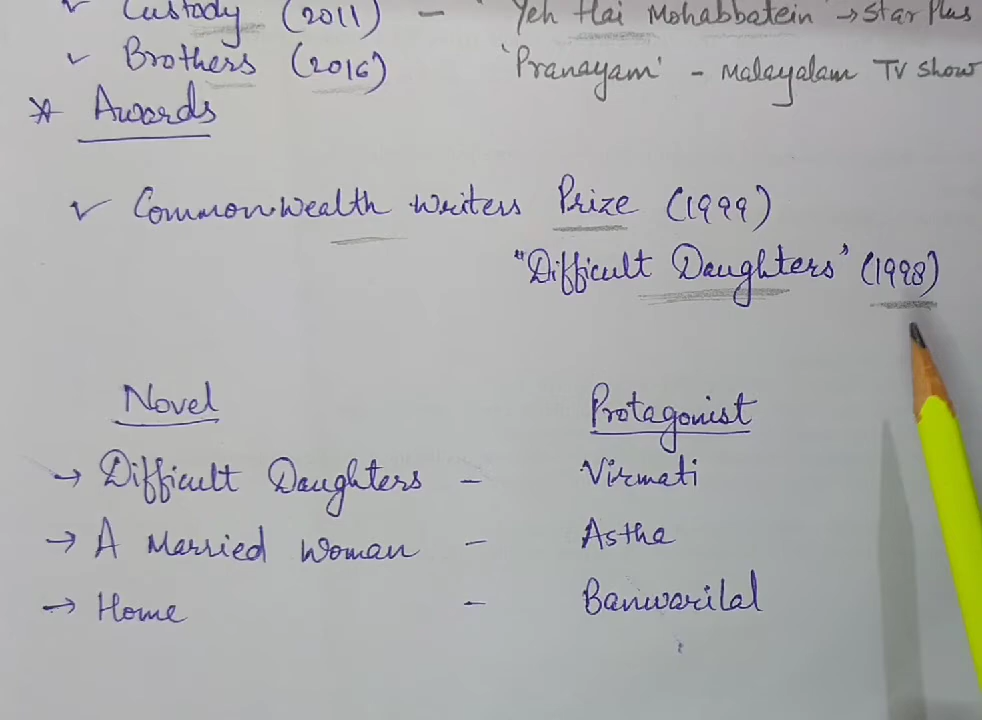 ✓ Custody (2011) – Yeh Hai Mohabbatein → Star Plus
✓ Brothers (2016) 'Pranayam' - Malayalam TV Show
* Awards
✓ Commonwealth Writers Prize (1999)
"Difficult Daughters" (1998)
Novel Protagonist
→ Difficult Daughters – Virmati
→ A Married Woman – Astha
→ Home – Banwarilal